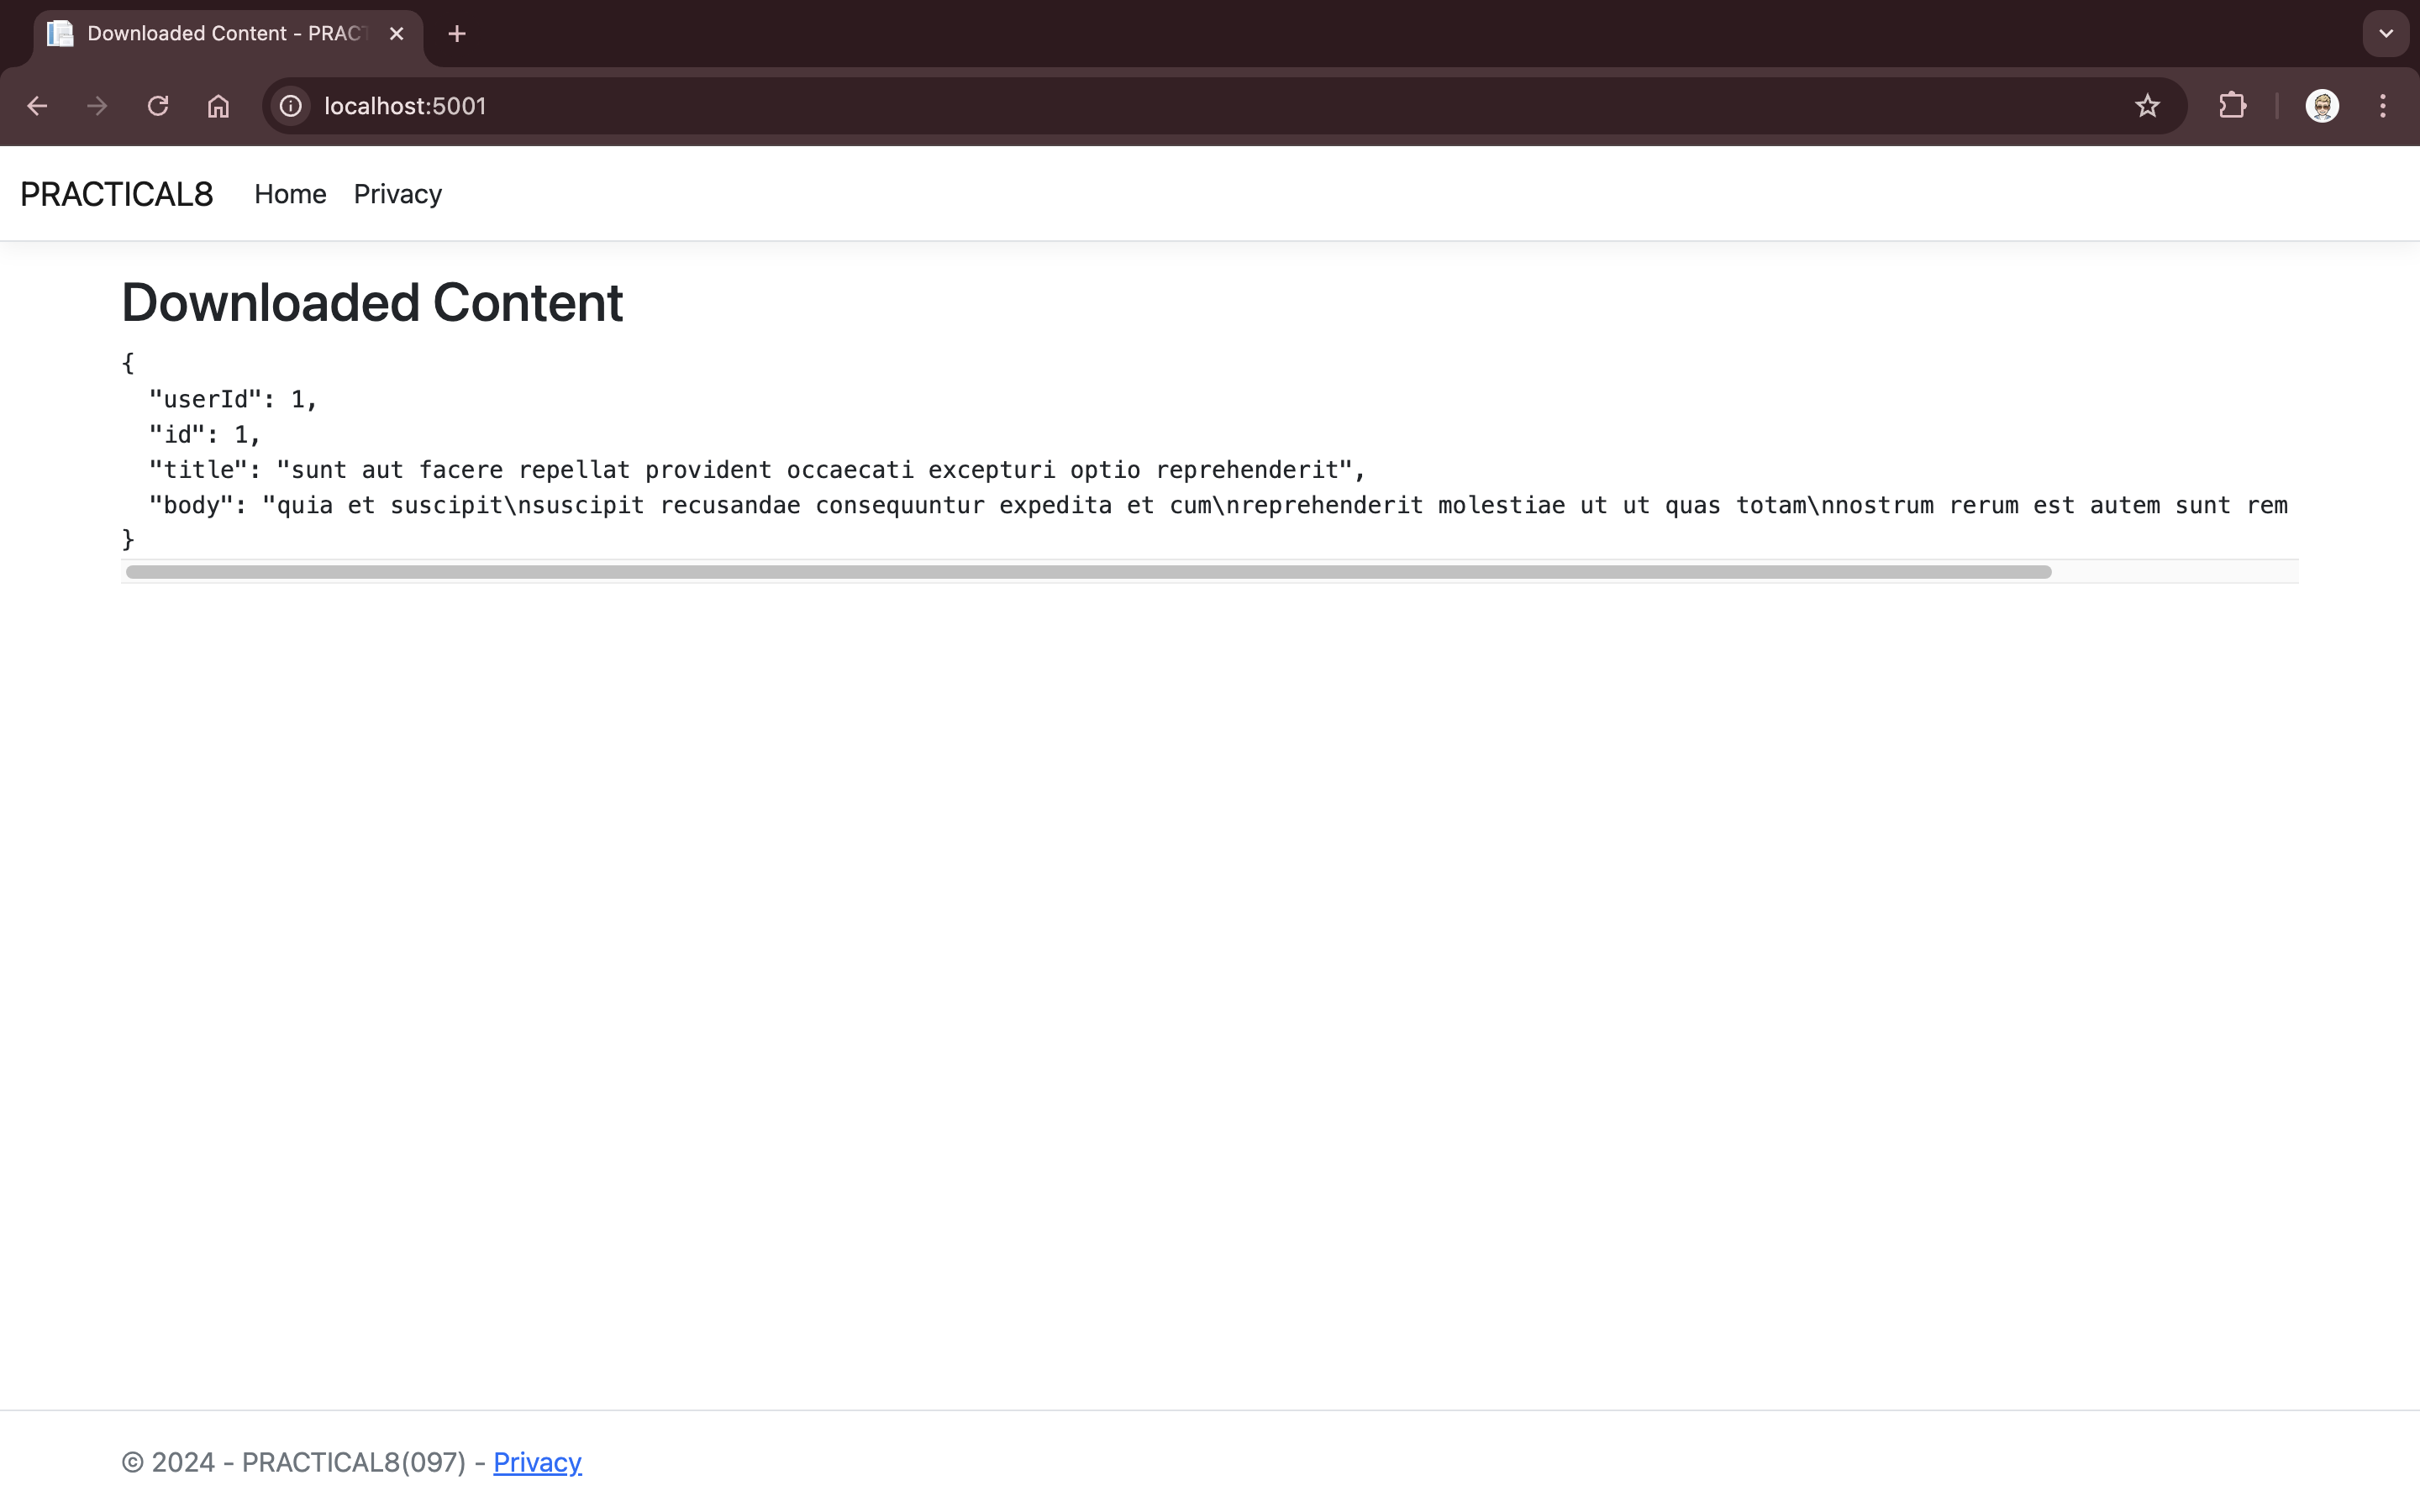 Downloaded Content - PRACT
localhost:5001
PRACTICAL8 Home Privacy
Downloaded Content
{
  "userId": 1,
  "id": 1,
  "title": "sunt aut facere repellat provident occaecati excepturi optio reprehenderit",
  "body": "quia et suscipit\nsuscipit recusandae consequuntur expedita et cum\nreprehenderit molestiae ut ut quas totam\nnostrum rerum est autem sunt rem
}
© 2024 - PRACTICAL8(097) - Privacy